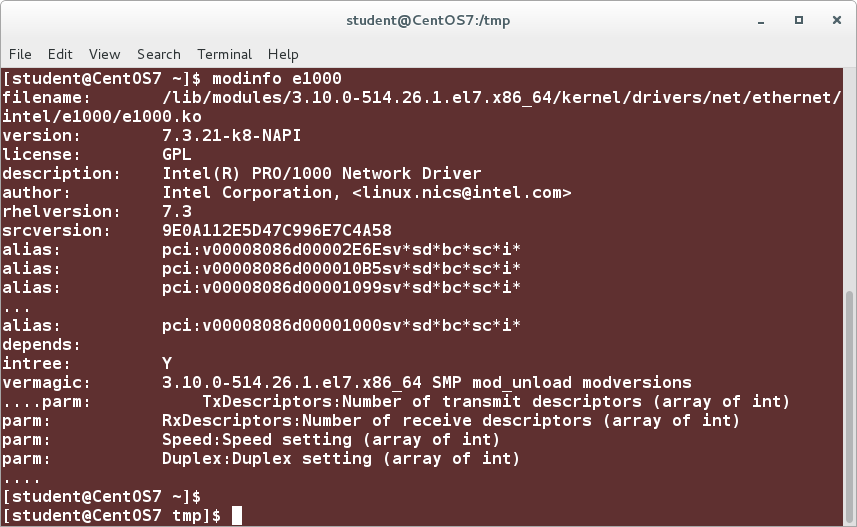 student@CentOS7:/tmp
File Edit View Search Terminal Help
[student@CentOS7 ~]$ modinfo e1000
filename:       /lib/modules/3.10.0-514.26.1.el7.x86_64/kernel/drivers/net/ethernet/
intel/e1000/e1000.ko
version:        7.3.21-k8-NAPI
license:        GPL
description:    Intel(R) PRO/1000 Network Driver
author:         Intel Corporation, <linux.nics@intel.com>
rhelversion:    7.3
srcversion:     9E0A112E5D47C996E7C4A58
alias:          pci:v00008086d00002E6Esv*sd*bc*sc*i*
alias:          pci:v00008086d000010B5sv*sd*bc*sc*i*
alias:          pci:v00008086d00001099sv*sd*bc*sc*i*
...
alias:          pci:v00008086d00001000sv*sd*bc*sc*i*
depends:
intree:         Y
vermagic:       3.10.0-514.26.1.el7.x86_64 SMP mod_unload modversions
....parm:           TxDescriptors:Number of transmit descriptors (array of int)
parm:           RxDescriptors:Number of receive descriptors (array of int)
parm:           Speed:Speed setting (array of int)
parm:           Duplex:Duplex setting (array of int)
....
[student@CentOS7 ~]$
[student@CentOS7 tmp]$